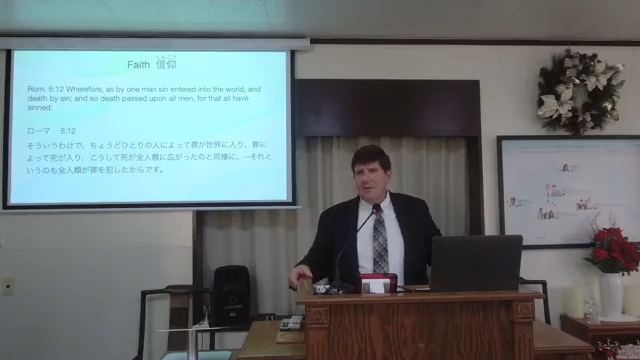 Faith 信仰
しんこう
Rom. 5:12 Wherefore, as by one man sin entered into the world, and
death by sin; and so death passed upon all men, for that all have
sinned:
ローマ 5:12
そういうわけで、ちょうどひとりの人によって罪が世界に入り、罪に
よって死が入り、こうして死が全人類に広がったのと同様に、—それと
いうのも全人類が罪を犯したからです。